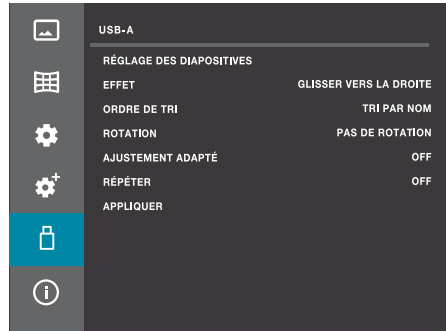 USB-A
RÉGLAGE DES DIAPOSITIVES
EFFET GLISSER VERS LA DROITE
ORDRE DE TRI TRI PAR NOM
ROTATION PAS DE ROTATION
AJUSTEMENT ADAPTÉ OFF
RÉPÉTER OFF
APPLIQUER